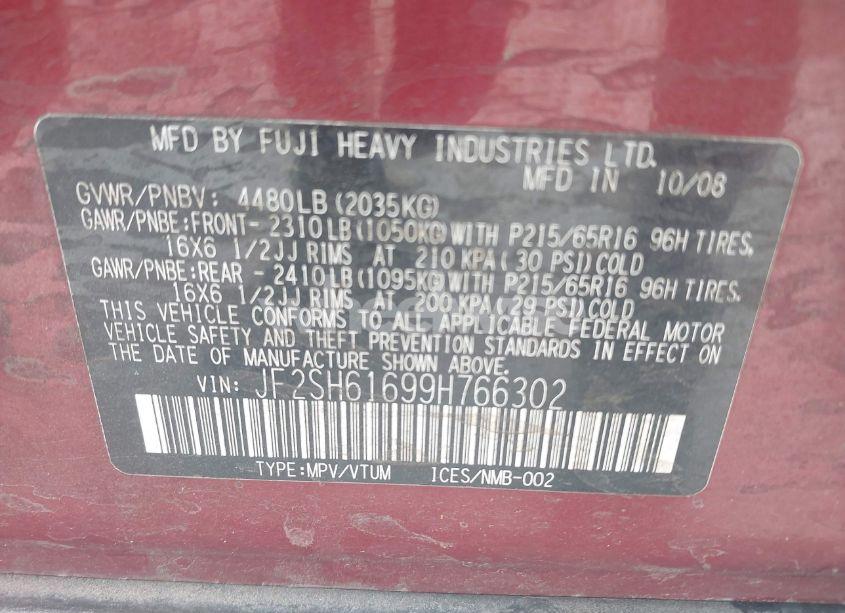 MFD BY FUJI HEAVY INDUSTRIES LTD.
MFD IN 10/08
GVWR/PNBV: 4480LB(2035KG)
GAWR/PNBE:FRONT- 2310LB(1050KG)WITH P215/65R16 96H TIRES.
16X6 1/2JJ RIMS AT 210 KPA( 30 PSI)COLD
GAWR/PNBE:REAR - 2410LB(1095KG)WITH P215/65R16 96H TIRES.
16X6 1/2JJ RIMS AT 200 KPA(29 PSI)COLD
THIS VEHICLE CONFORMS TO ALL APPLICABLE FEDERAL MOTOR
VEHICLE SAFETY AND THEFT PREVENTION STANDARDS IN EFFECT ON
THE DATE OF MANUFACTURE SHOWN ABOVE.
VIN: JF2SH61699H766302
TYPE:MPV/VTUM ICES/NMB-002